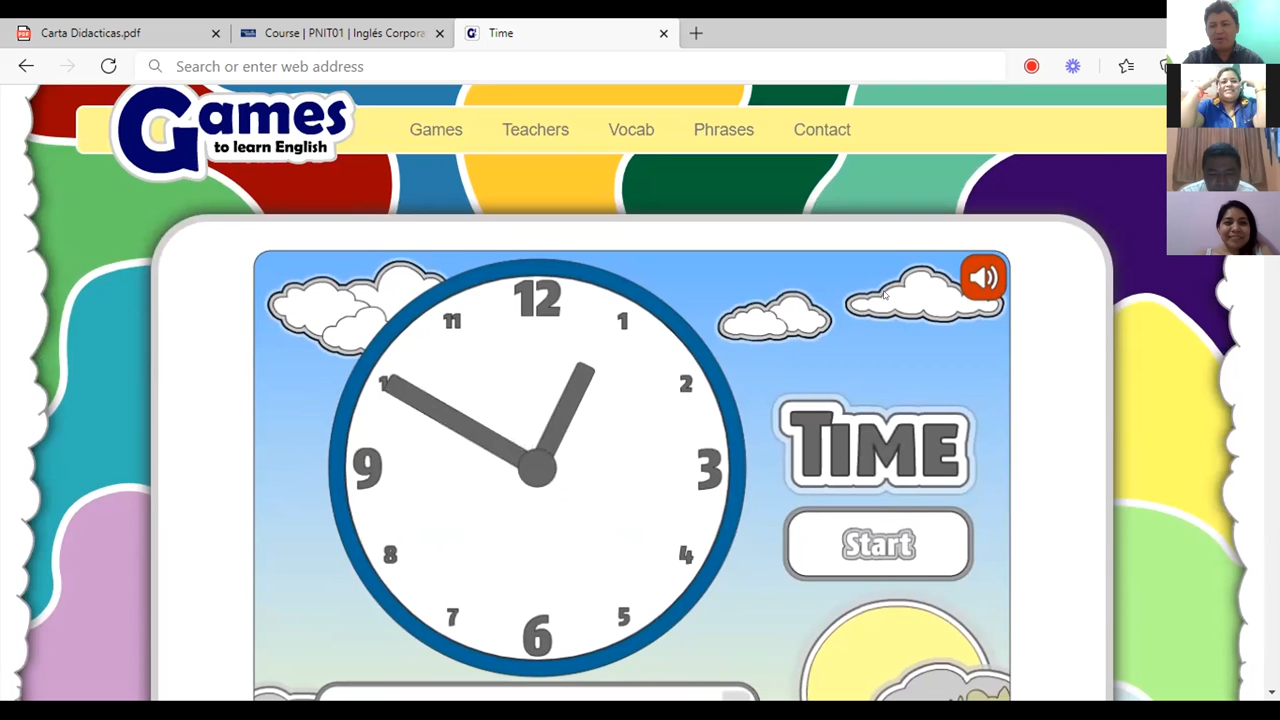 Carta Didacticas.pdf
Course | PNIT01 | Inglés Corpora
Time
Search or enter web address
Games
to learn English
Games
Teachers
Vocab
Phrases
Contact
12
11
1
2
9
3
8
4
7
5
6
TIME
Start